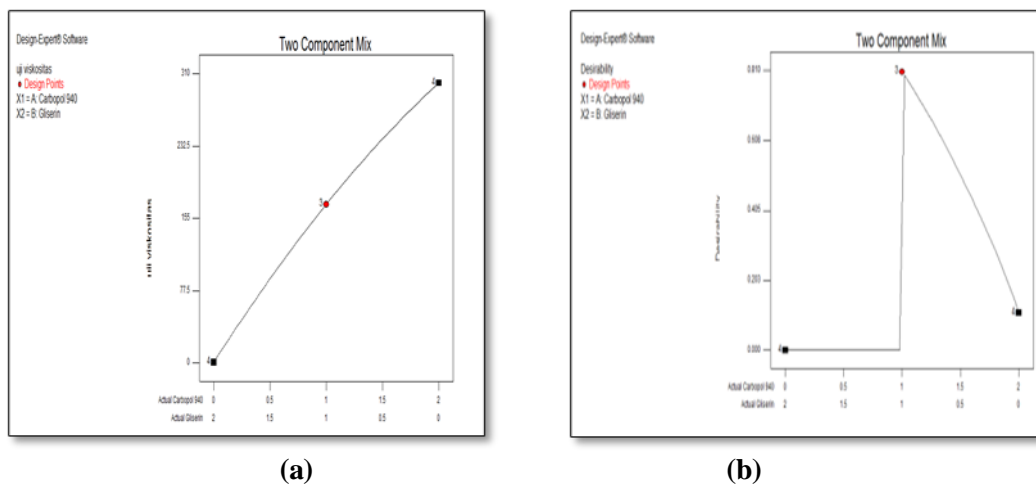 Design-Expert® Software
uji viskositas
Design Points
X1 = A: Carbopol 940
X2 = B: Gliserin
Two Component Mix
310
232.5
155
77.5
0
uji viskositas
4
3
4
Actual Carbopol 940 0 0.5 1 1.5 2
Actual Gliserin 2 1.5 1 0.5 0
(a)
Design-Expert® Software
Desirability
Design Points
X1 = A: Carbopol 940
X2 = B: Gliserin
Two Component Mix
0.810
0.608
0.405
0.203
0.000
Desirability
4
3
4
Actual Carbopol 940 0 0.5 1 1.5 2
Actual Gliserin 2 1.5 1 0.5 0
(b)